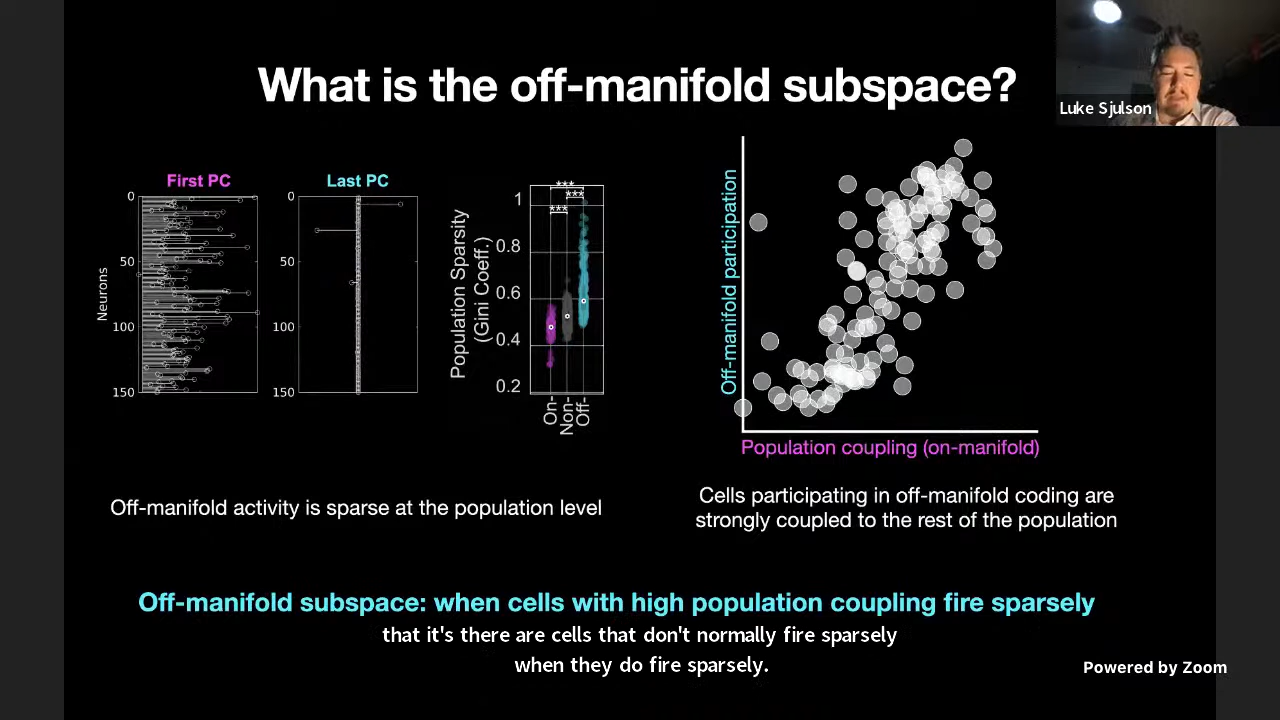 What is the off-manifold subspace?
Luke Sjulson
First PC
Last PC
0
50
100
150
Neurons
0
50
100
150
***
***
***
1
0.8
0.6
0.4
0.2
Population Sparsity
(Gini Coeff.)
On-
Non-
Off-
Off-manifold participation
Population coupling (on-manifold)
Off-manifold activity is sparse at the population level
Cells participating in off-manifold coding are
strongly coupled to the rest of the population
Off-manifold subspace: when cells with high population coupling fire sparsely
that it's there are cells that don't normally fire sparsely
when they do fire sparsely.
Powered by Zoom